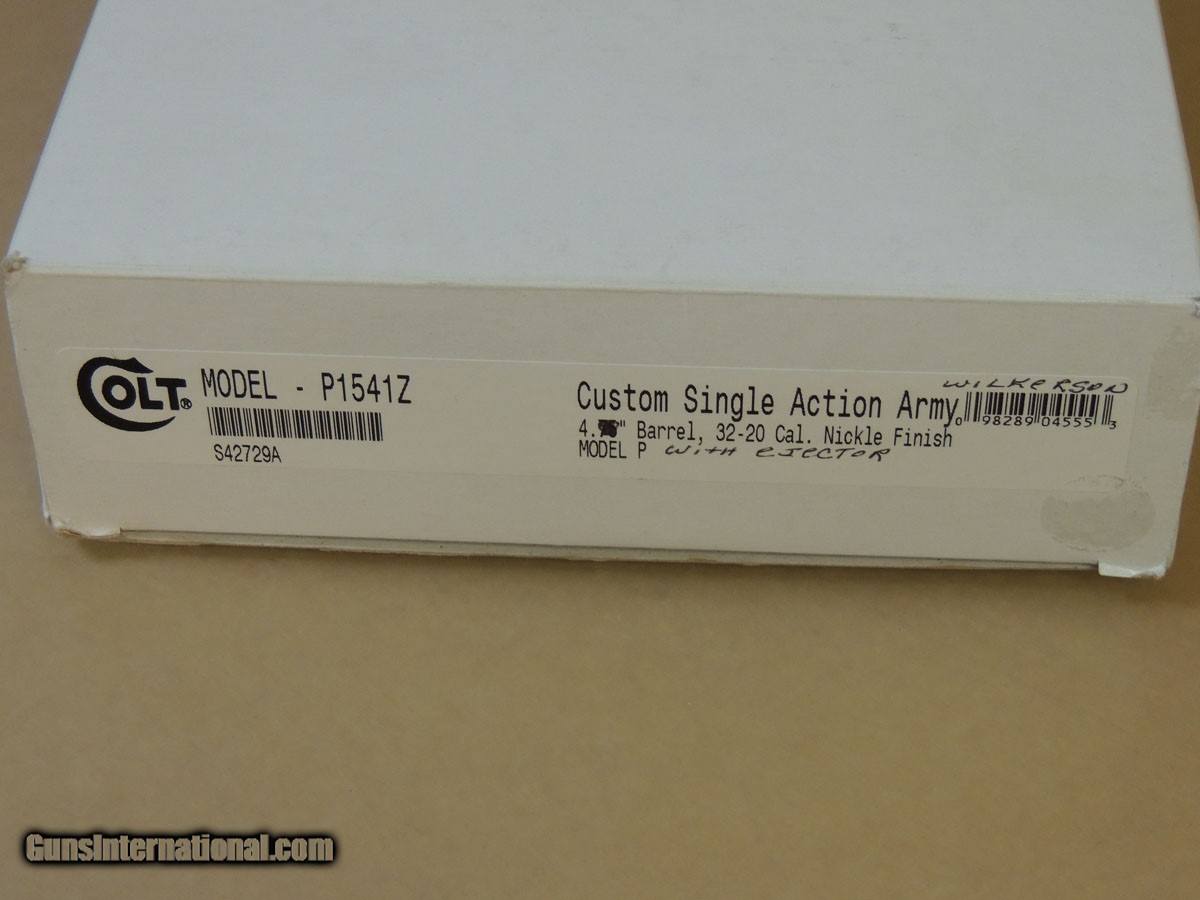 COLT® MODEL - P1541Z
S42729A
WILKERSON
Custom Single Action Army
0 98289 04555 3
4. " Barrel, 32-20 Cal. Nickle Finish
MODEL P with EJECTOR
GunsInternational.com